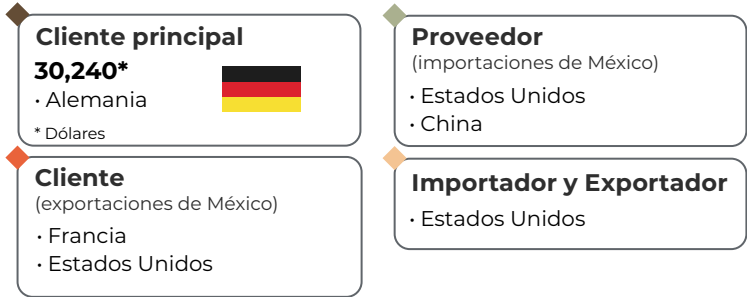 Cliente principal
30,240*
· Alemania
* Dólares
Proveedor
(importaciones de México)
· Estados Unidos
· China
Cliente
(exportaciones de México)
· Francia
· Estados Unidos
Importador y Exportador
· Estados Unidos